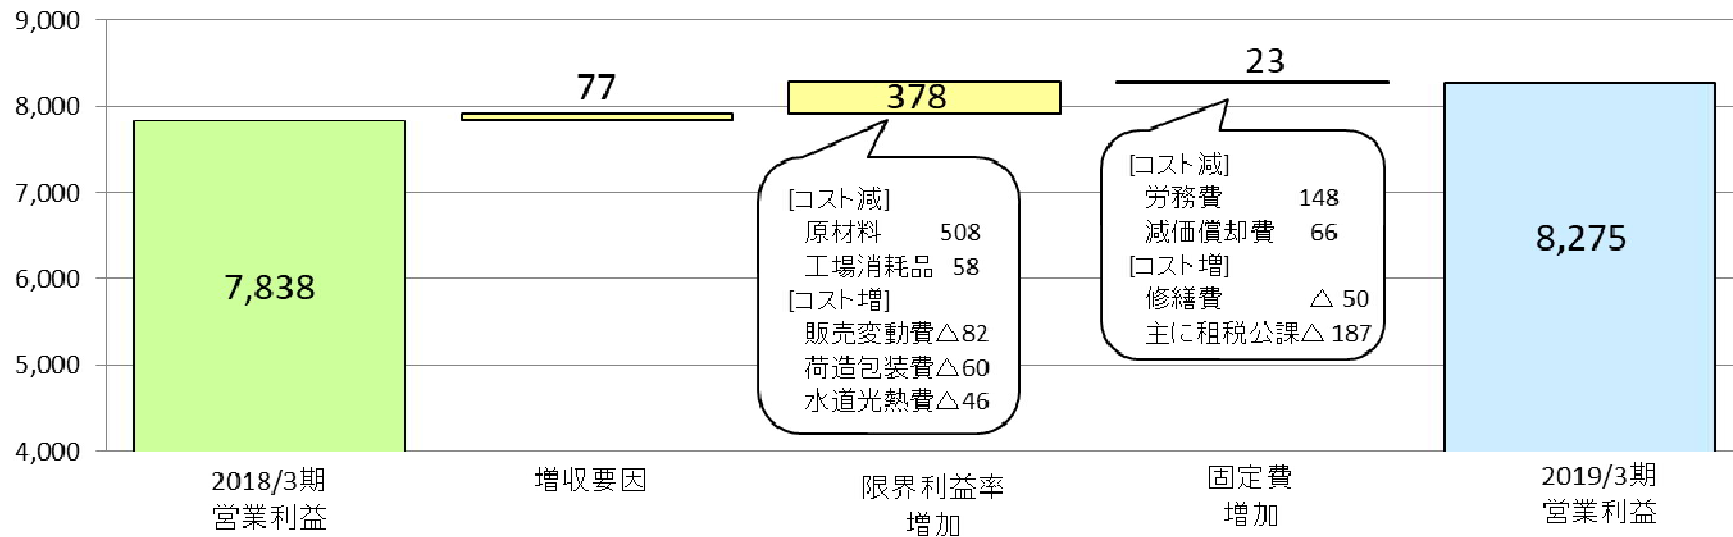 9,000
8,000
7,000
6,000
5,000
4,000
7,838
77
378
23
8,275
[コスト減]
原材料 508
工場消耗品 58
[コスト増]
販売変動費△82
荷造包装費△60
水道光熱費△46
[コスト減]
労務費 148
減価償却費 66
[コスト増]
修繕費 △ 50
主に租税公課△ 187
2018/3期
営業利益
増収要因
限界利益率
増加
固定費
増加
2019/3期
営業利益